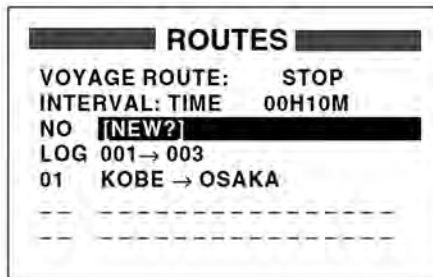 ROUTES
VOYAGE ROUTE: STOP
INTERVAL: TIME 00H10M
NO [NEW?]
LOG 001→ 003
01 KOBE → OSAKA
-- -----------------
-- -----------------